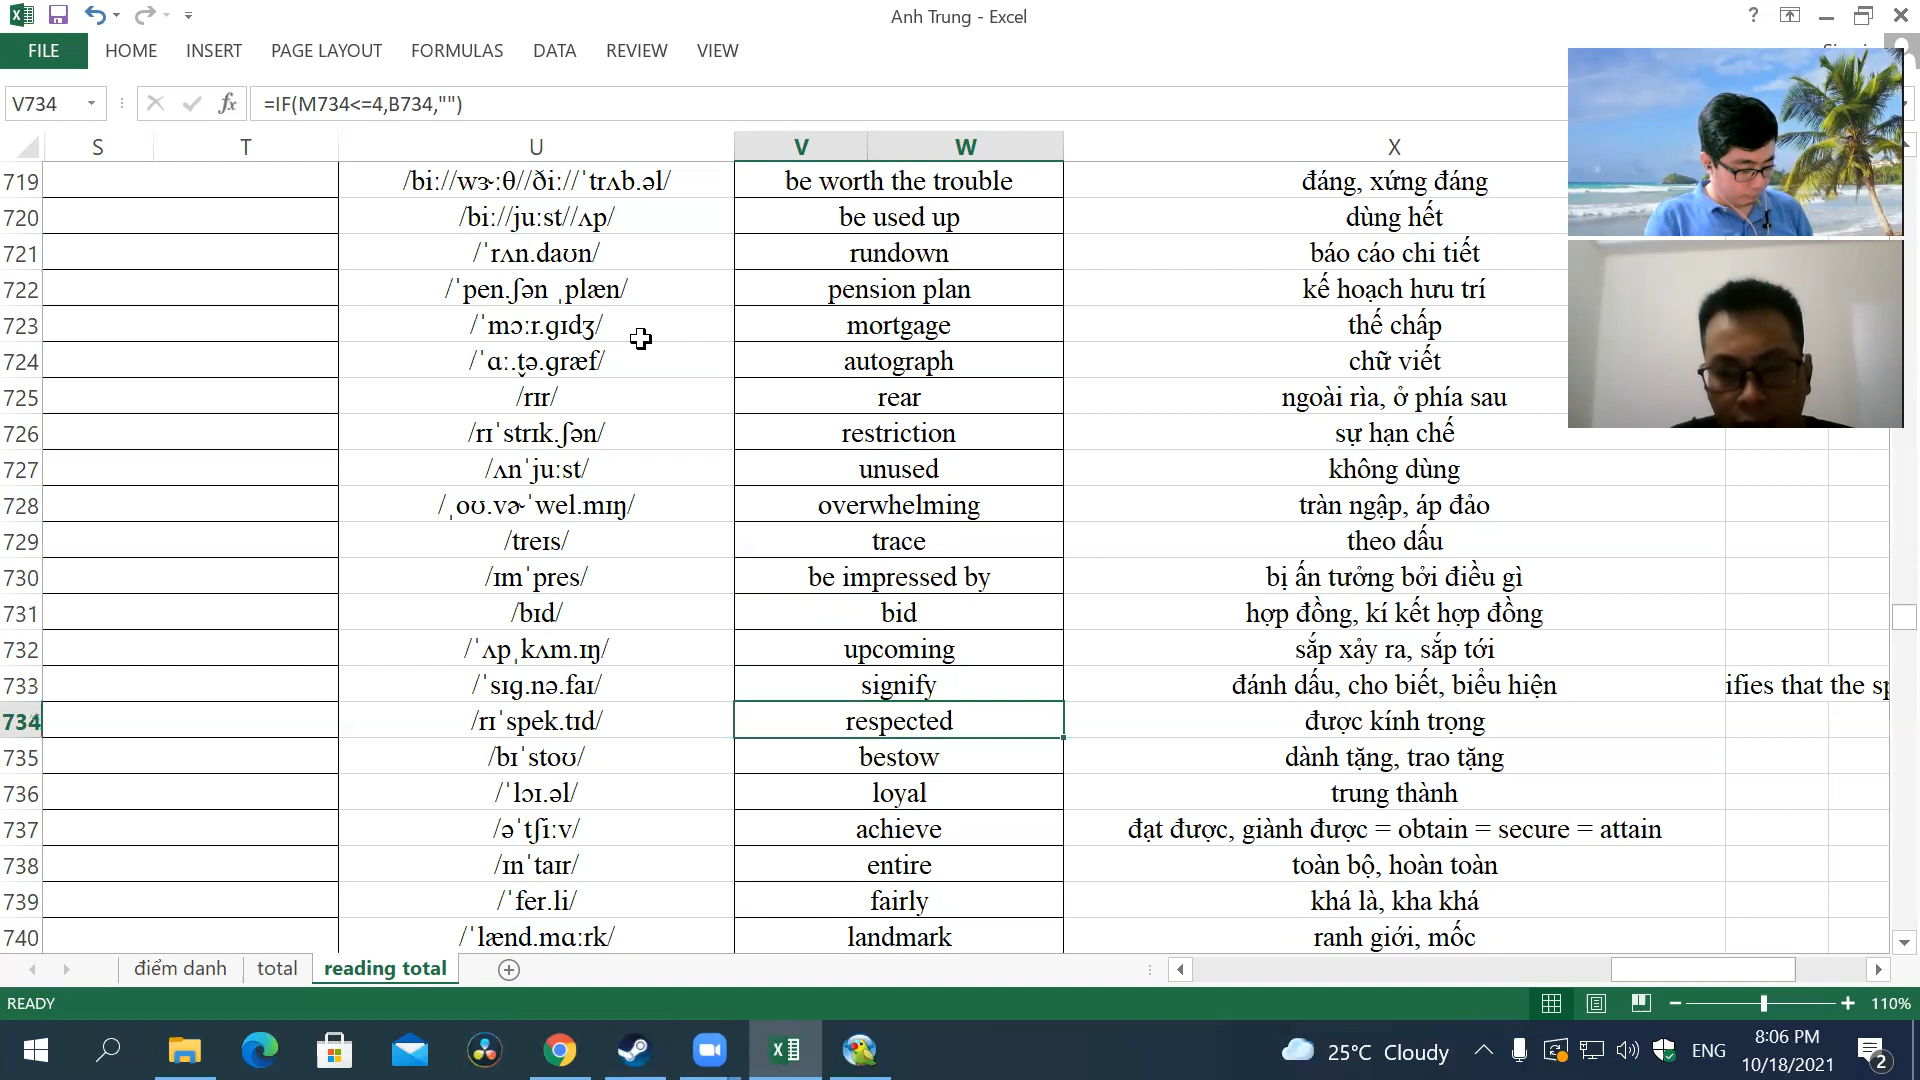 Anh Trung - Excel
FILE HOME INSERT PAGE LAYOUT FORMULAS DATA REVIEW VIEW
V734 fx =IF(M734<=4,B734,"")
S T U V W X
719 /biː//wɝːθ//ðiː//ˈtrʌb.əl/ be worth the trouble đáng, xứng đáng
720 /biː//juːst//ʌp/ be used up dùng hết
721 /ˈrʌn.daʊn/ rundown báo cáo chi tiết
722 /ˈpen.ʃən ˌplæn/ pension plan kế hoạch hưu trí
723 /ˈmɔːr.ɡɪdʒ/ mortgage thế chấp
724 /ˈɑː.t̬ə.ɡræf/ autograph chữ viết
725 /rɪr/ rear ngoài rìa, ở phía sau
726 /rɪˈstrɪk.ʃən/ restriction sự hạn chế
727 /ʌnˈjuːst/ unused không dùng
728 /ˌoʊ.vɚˈwel.mɪŋ/ overwhelming tràn ngập, áp đảo
729 /treɪs/ trace theo dấu
730 /ɪmˈpres/ be impressed by bị ấn tưởng bởi điều gì
731 /bɪd/ bid hợp đồng, kí kết hợp đồng
732 /ˈʌpˌkʌm.ɪŋ/ upcoming sắp xảy ra, sắp tới
733 /ˈsɪɡ.nə.faɪ/ signify đánh dấu, cho biết, biểu hiện ifies that the sp
734 /rɪˈspek.tɪd/ respected được kính trọng
735 /bɪˈstoʊ/ bestow dành tặng, trao tặng
736 /ˈlɔɪ.əl/ loyal trung thành
737 /əˈtʃiːv/ achieve đạt được, giành được = obtain = secure = attain
738 /ɪnˈtaɪr/ entire toàn bộ, hoàn toàn
739 /ˈfer.li/ fairly khá là, kha khá
740 /ˈlænd.mɑːrk/ landmark ranh giới, mốc
điểm danh total reading total
READY 110%
25°C Cloudy ENG 8:06 PM
10/18/2021 2